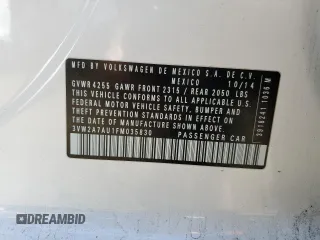 MFD BY VOLKSWAGEN DE MEXICO S.A. DE C.V.
MEXICO
10/14
GVWR 4255 GAWR FRONT 2315 / REAR 2050 LBS
THIS VEHICLE CONFORMS TO ALL APPLICABLE
FEDERAL MOTOR VEHICLE SAFETY, BUMPER, AND
THEFT PREVENTION STANDARDS IN EFFECT ON
THE DATE OF MANUFACTURE SHOWN ABOVE
3VW2A7AU1FM035830
PASSENGER CAR
3918241 1036 M
DREAMBID